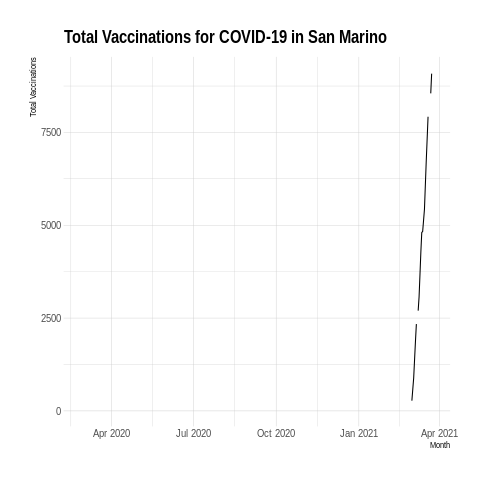 Total Vaccinations for COVID-19 in San Marino
Total Vaccinations
7500
5000
2500
0
Apr 2020 Jul 2020 Oct 2020 Jan 2021 Apr 2021
Month